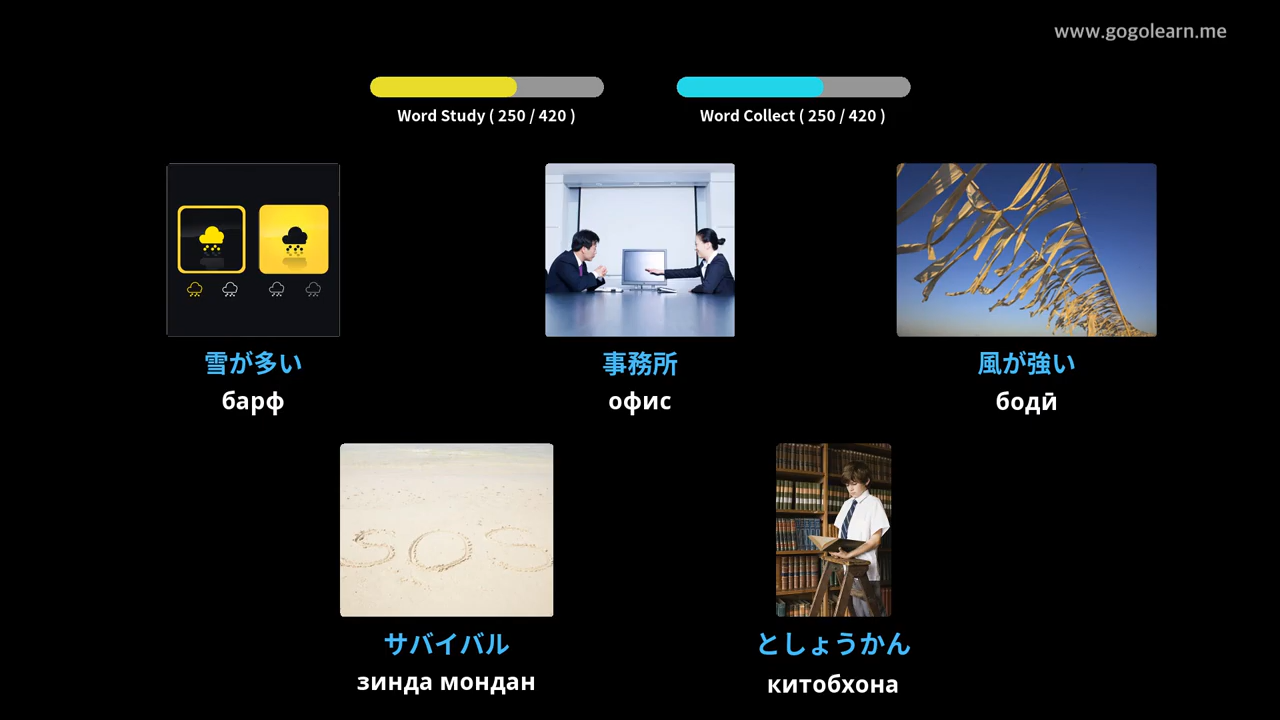 www.gogolearn.me
Word Study ( 250 / 420 )
Word Collect ( 250 / 420 )
雪が多い
барф
事務所
офис
風が強い
бодӣ
SOS
サバイバル
зинда мондан
としょうかん
китобхона